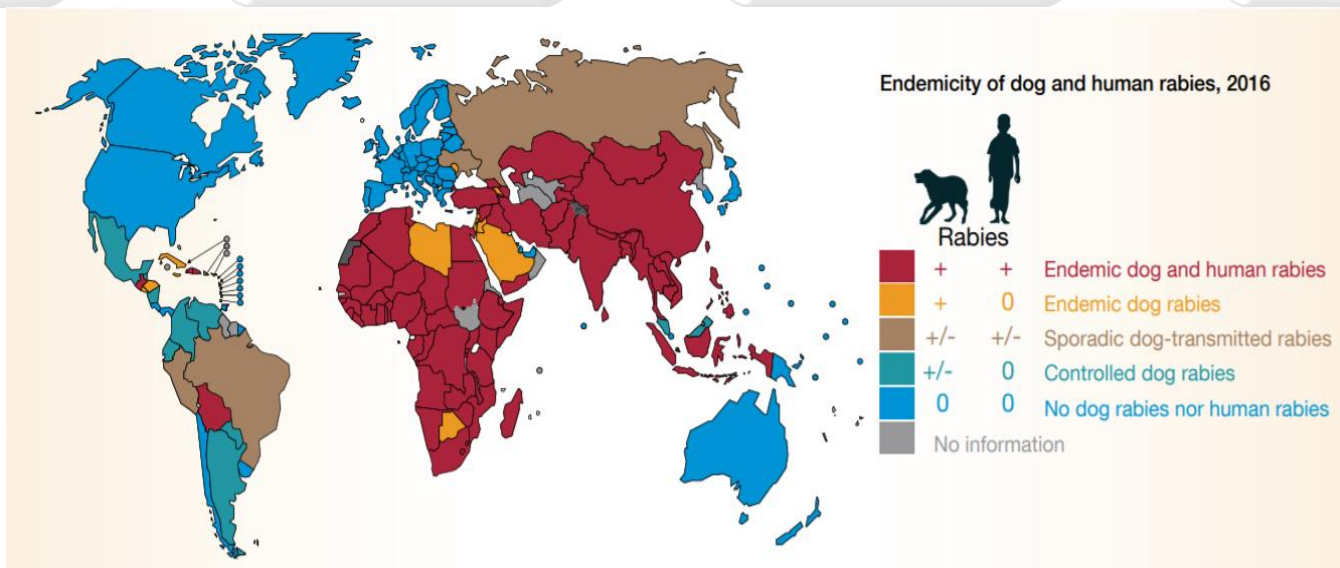 Endemicity of dog and human rabies, 2016
Rabies
+ + Endemic dog and human rabies
+ 0 Endemic dog rabies
+/- +/- Sporadic dog-transmitted rabies
+/- 0 Controlled dog rabies
0 0 No dog rabies nor human rabies
No information